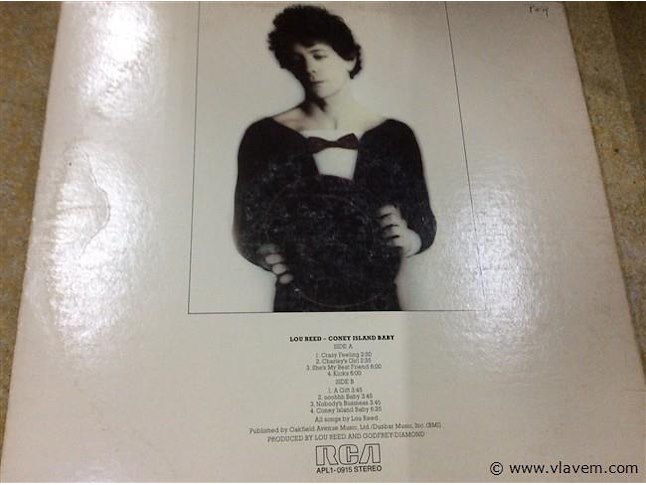 LOU REED – CONEY ISLAND BABY
SIDE A
1. Crazy Feeling 2:50
2. Charley's Girl 2:35
3. She's My Best Friend 6:00
4. Kicks 6:00
SIDE B
1. A Gift 3:45
2. ooohhh Baby 3:45
3. Nobody's Business 3:45
4. Coney Island Baby 6:35
All songs by Lou Reed
Published by Oakfield Avenue Music, Ltd./Dunbar Music, Inc. (BMI)
PRODUCED BY LOU REED AND GODFREY DIAMOND
RCA
APL1-0915 STEREO
© www.vlavem.com